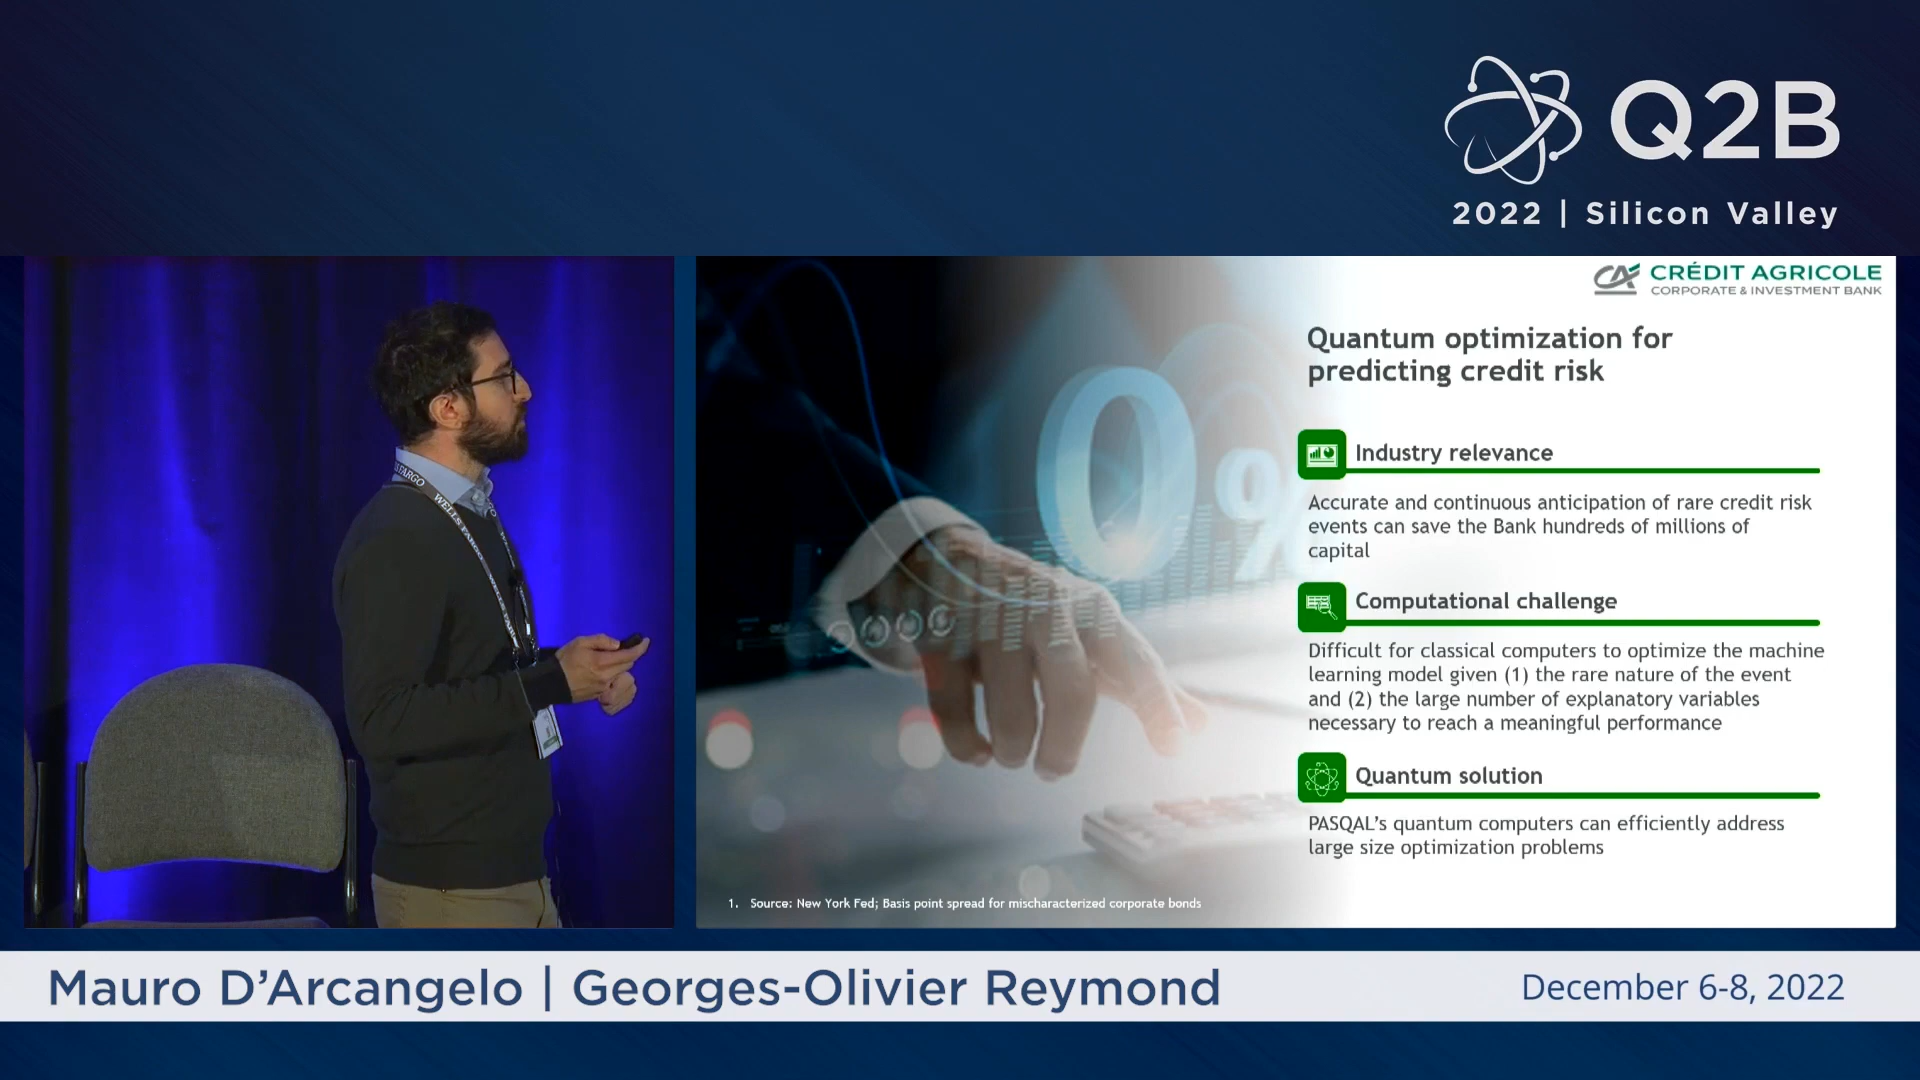 Q2B
2022 | Silicon Valley
CRÉDIT AGRICOLE
CORPORATE & INVESTMENT BANK
Quantum optimization for
predicting credit risk
Industry relevance
Accurate and continuous anticipation of rare credit risk
events can save the Bank hundreds of millions of
capital
Computational challenge
Difficult for classical computers to optimize the machine
learning model given (1) the rare nature of the event
and (2) the large number of explanatory variables
necessary to reach a meaningful performance
Quantum solution
PASQAL's quantum computers can efficiently address
large size optimization problems
0%
1. Source: New York Fed; Basis point spread for mischaracterized corporate bonds
WELLS FARGO
Mauro D'Arcangelo | Georges-Olivier Reymond
December 6-8, 2022